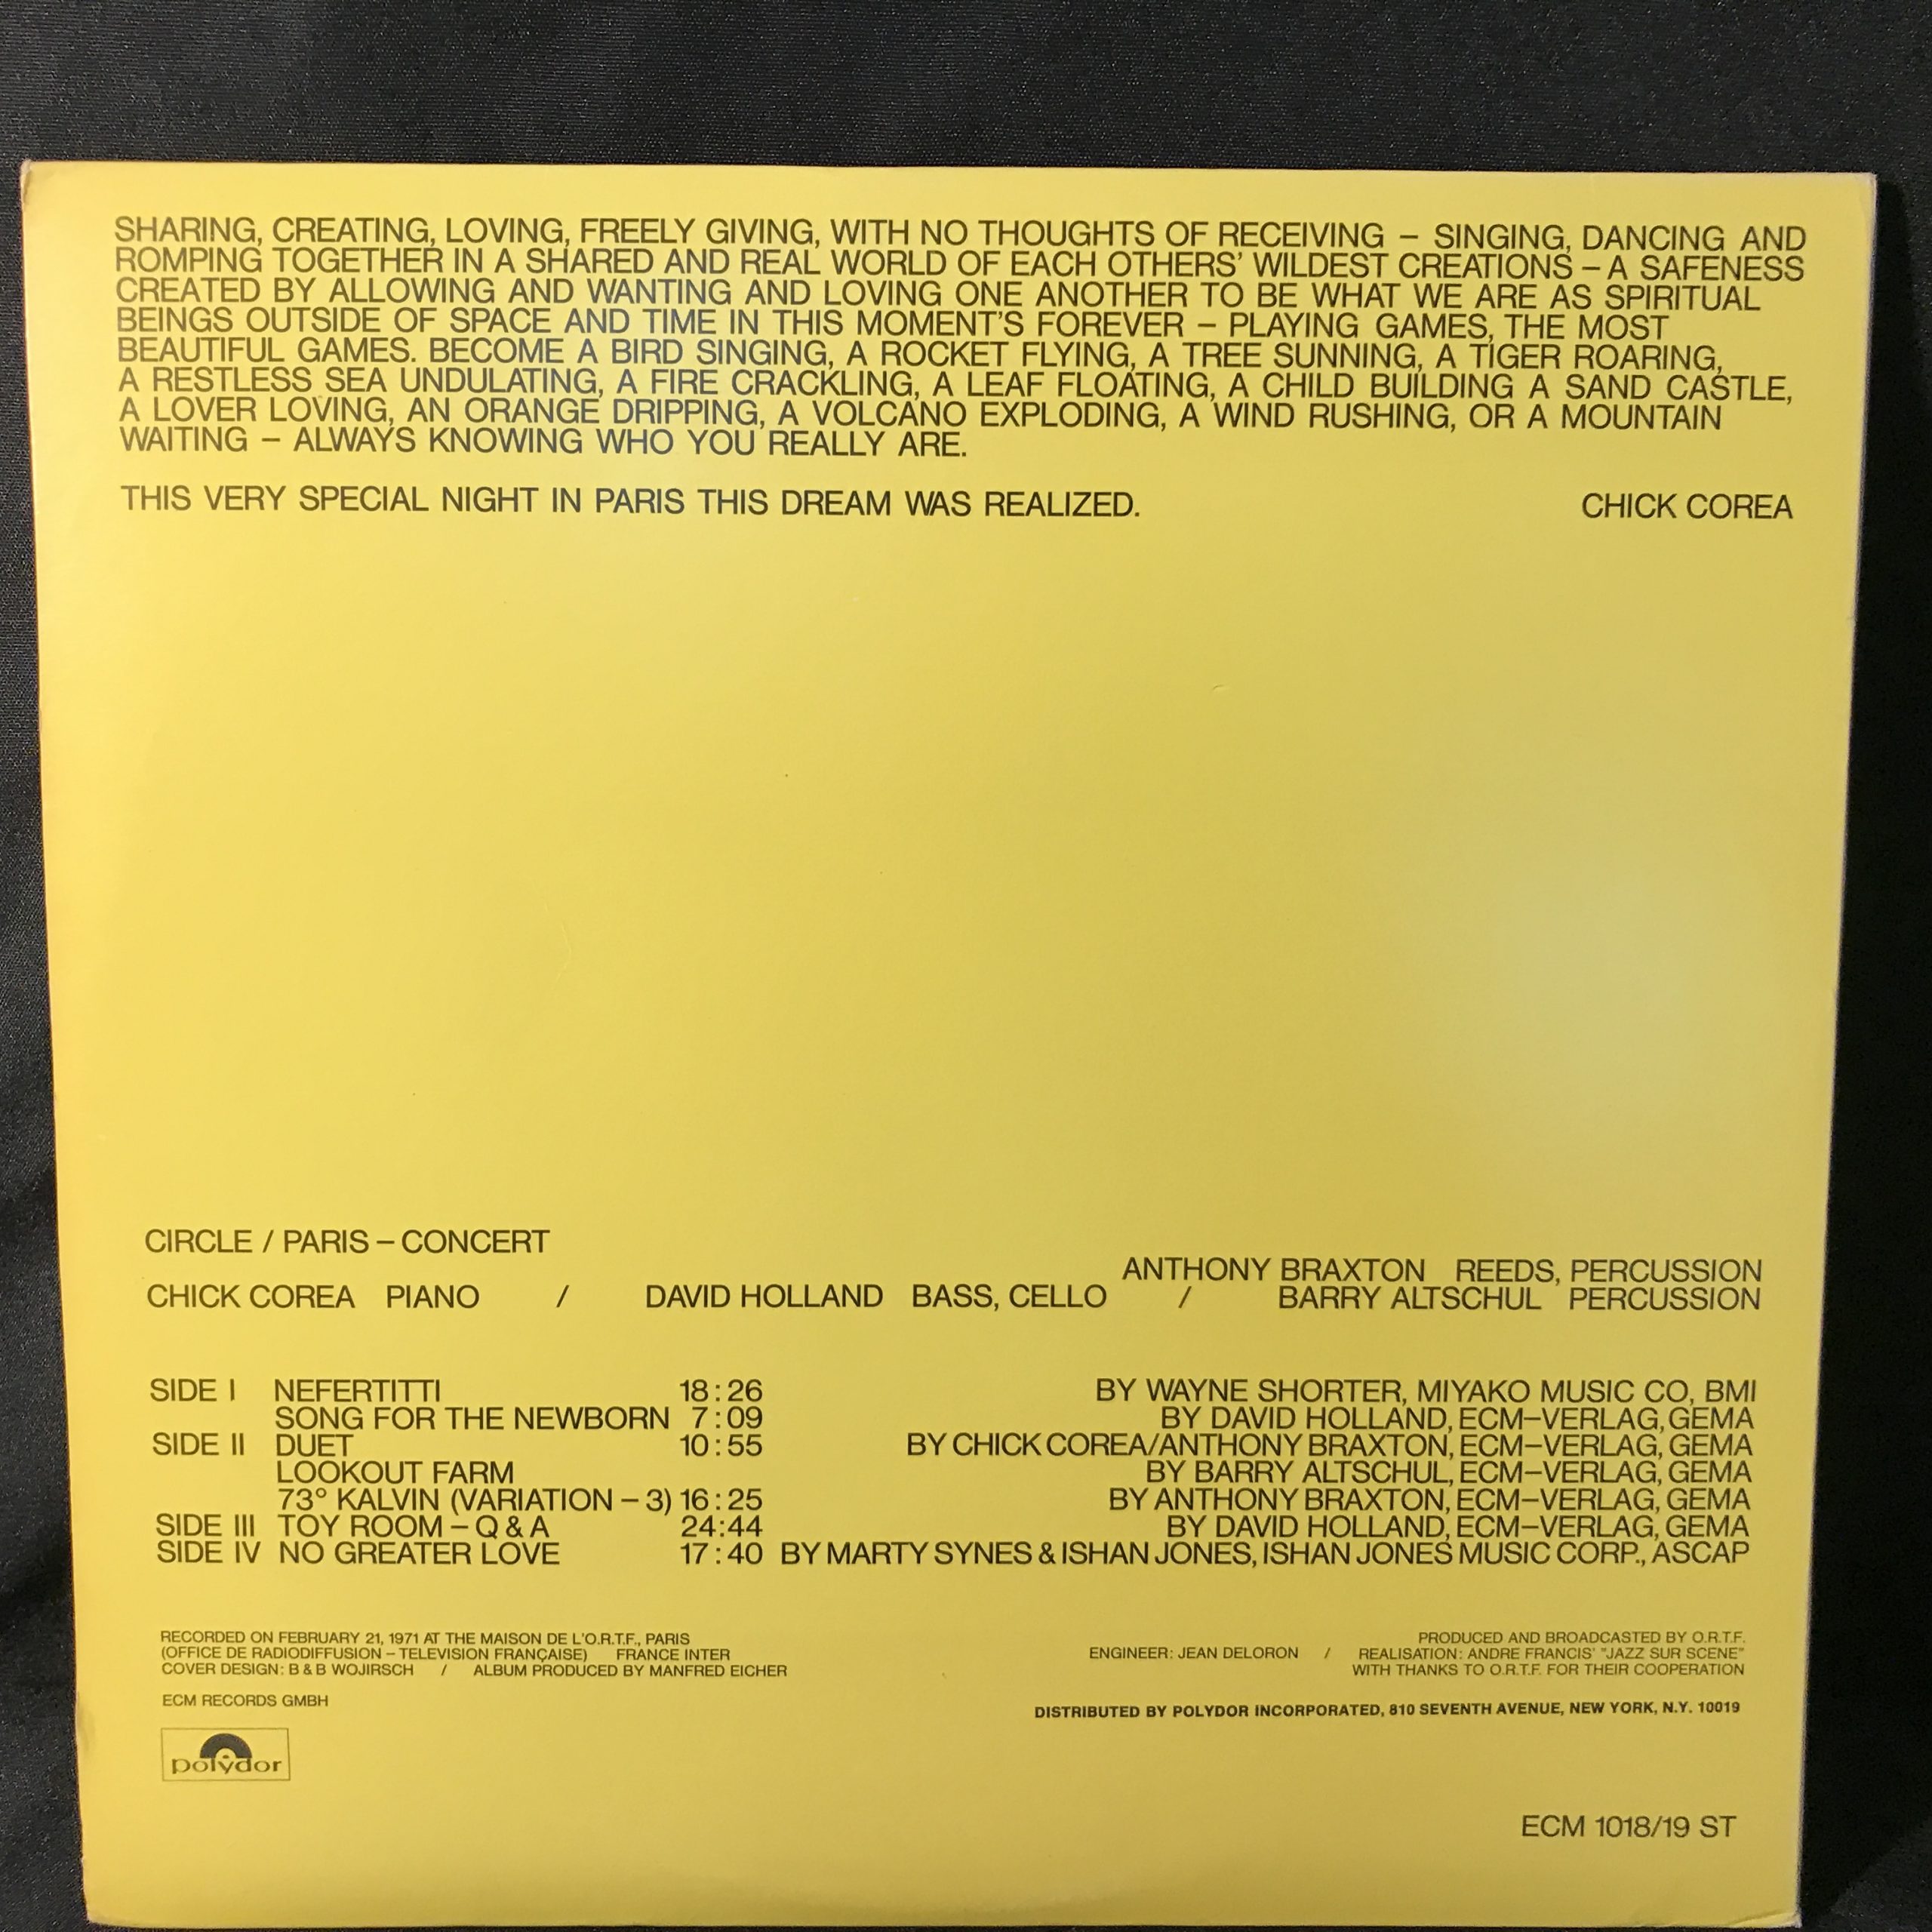 SHARING, CREATING, LOVING, FREELY GIVING, WITH NO THOUGHTS OF RECEIVING – SINGING, DANCING AND
ROMPING TOGETHER IN A SHARED AND REAL WORLD OF EACH OTHERS' WILDEST CREATIONS – A SAFENESS
CREATED BY ALLOWING AND WANTING AND LOVING ONE ANOTHER TO BE WHAT WE ARE AS SPIRITUAL
BEINGS OUTSIDE OF SPACE AND TIME IN THIS MOMENT'S FOREVER – PLAYING GAMES, THE MOST
BEAUTIFUL GAMES. BECOME A BIRD SINGING, A ROCKET FLYING, A TREE SUNNING, A TIGER ROARING,
A RESTLESS SEA UNDULATING, A FIRE CRACKLING, A LEAF FLOATING, A CHILD BUILDING A SAND CASTLE,
A LOVER LOVING, AN ORANGE DRIPPING, A VOLCANO EXPLODING, A WIND RUSHING, OR A MOUNTAIN
WAITING – ALWAYS KNOWING WHO YOU REALLY ARE.
THIS VERY SPECIAL NIGHT IN PARIS THIS DREAM WAS REALIZED. CHICK COREA
CIRCLE / PARIS – CONCERT
ANTHONY BRAXTON REEDS, PERCUSSION
CHICK COREA PIANO / DAVID HOLLAND BASS, CELLO / BARRY ALTSCHUL PERCUSSION
SIDE I NEFERTITTI 18:26 BY WAYNE SHORTER, MIYAKO MUSIC CO, BMI
SONG FOR THE NEWBORN 7:09 BY DAVID HOLLAND, ECM–VERLAG, GEMA
SIDE II DUET 10:55 BY CHICK COREA/ANTHONY BRAXTON, ECM–VERLAG, GEMA
LOOKOUT FARM BY BARRY ALTSCHUL, ECM–VERLAG, GEMA
73° KALVIN (VARIATION – 3) 16:25 BY ANTHONY BRAXTON, ECM–VERLAG, GEMA
SIDE III TOY ROOM – Q & A 24:44 BY DAVID HOLLAND, ECM–VERLAG, GEMA
SIDE IV NO GREATER LOVE 17:40 BY MARTY SYNES & ISHAN JONES, ISHAN JONES MUSIC CORP., ASCAP
RECORDED ON FEBRUARY 21, 1971 AT THE MAISON DE L'O.R.T.F., PARIS PRODUCED AND BROADCASTED BY O.R.T.F.
(OFFICE DE RADIODIFFUSION – TELEVISION FRANÇAISE) FRANCE INTER ENGINEER: JEAN DELORON / REALISATION: ANDRE FRANCIS' "JAZZ SUR SCENE"
COVER DESIGN: B & B WOJIRSCH / ALBUM PRODUCED BY MANFRED EICHER WITH THANKS TO O.R.T.F. FOR THEIR COOPERATION
ECM RECORDS GMBH
DISTRIBUTED BY POLYDOR INCORPORATED, 810 SEVENTH AVENUE, NEW YORK, N.Y. 10019
polydor
ECM 1018/19 ST